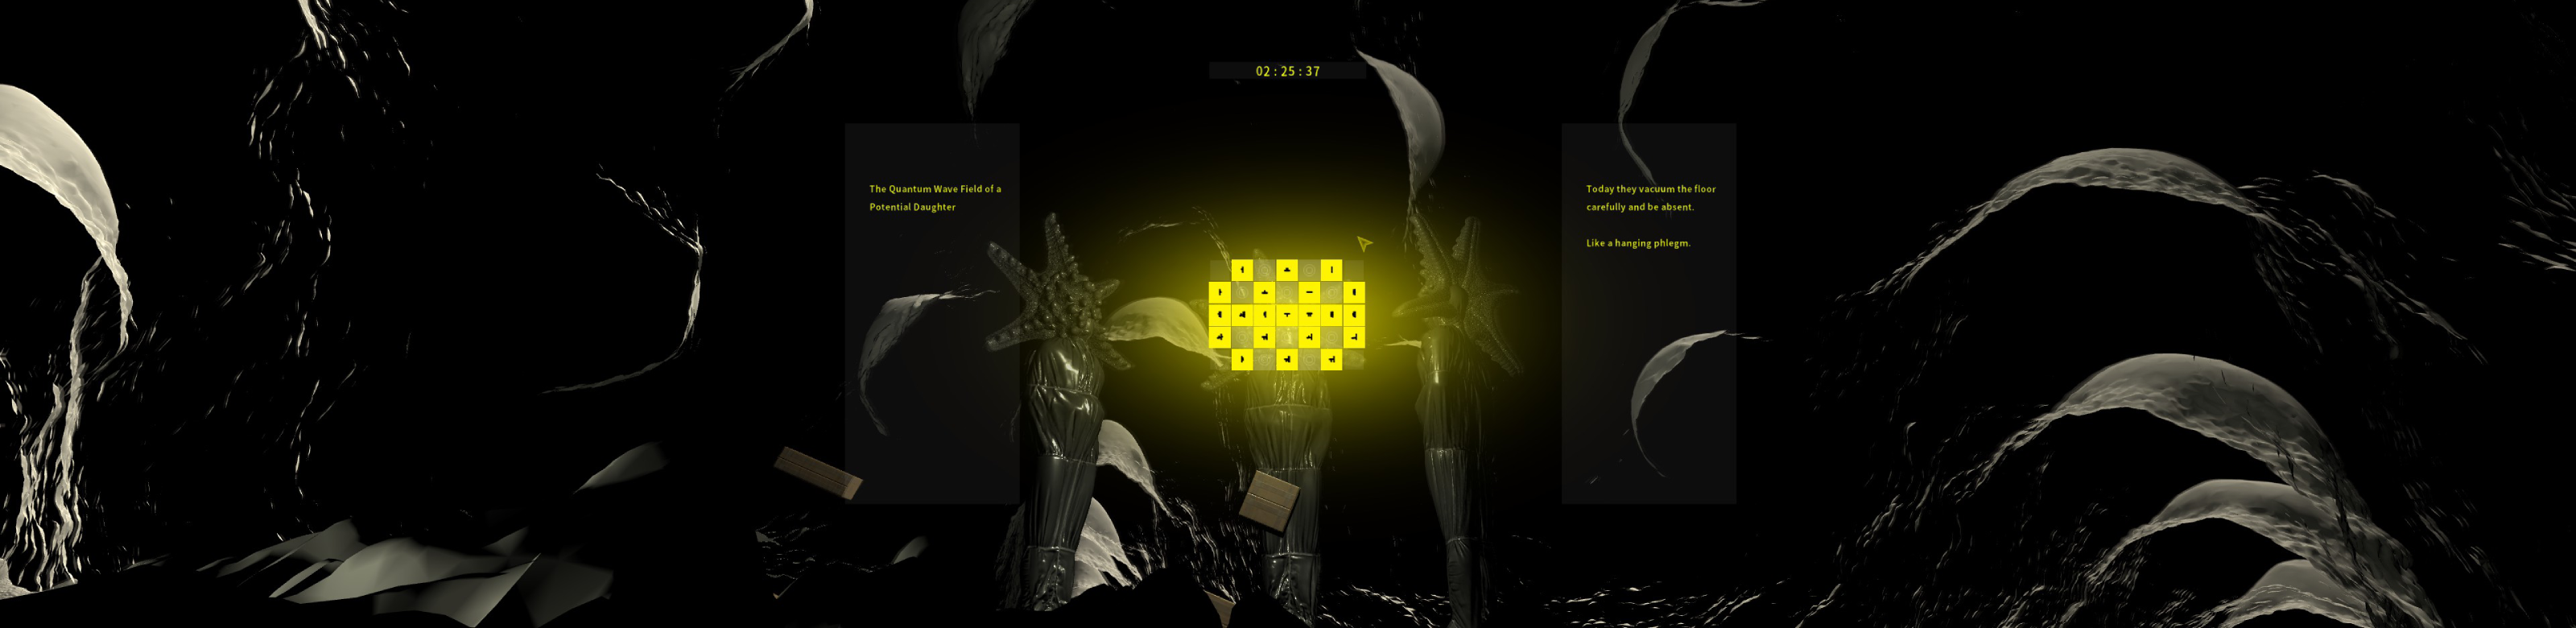 02 : 25 : 37
The Quantum Wave Field of a
Potential Daughter
Today they vacuum the floor
carefully and be absent.
Like a hanging phlegm.